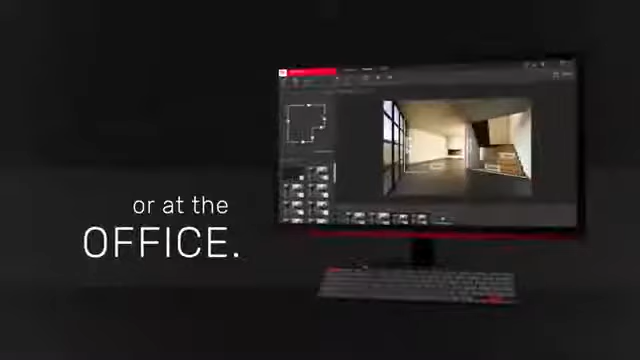 or at the
OFFICE.